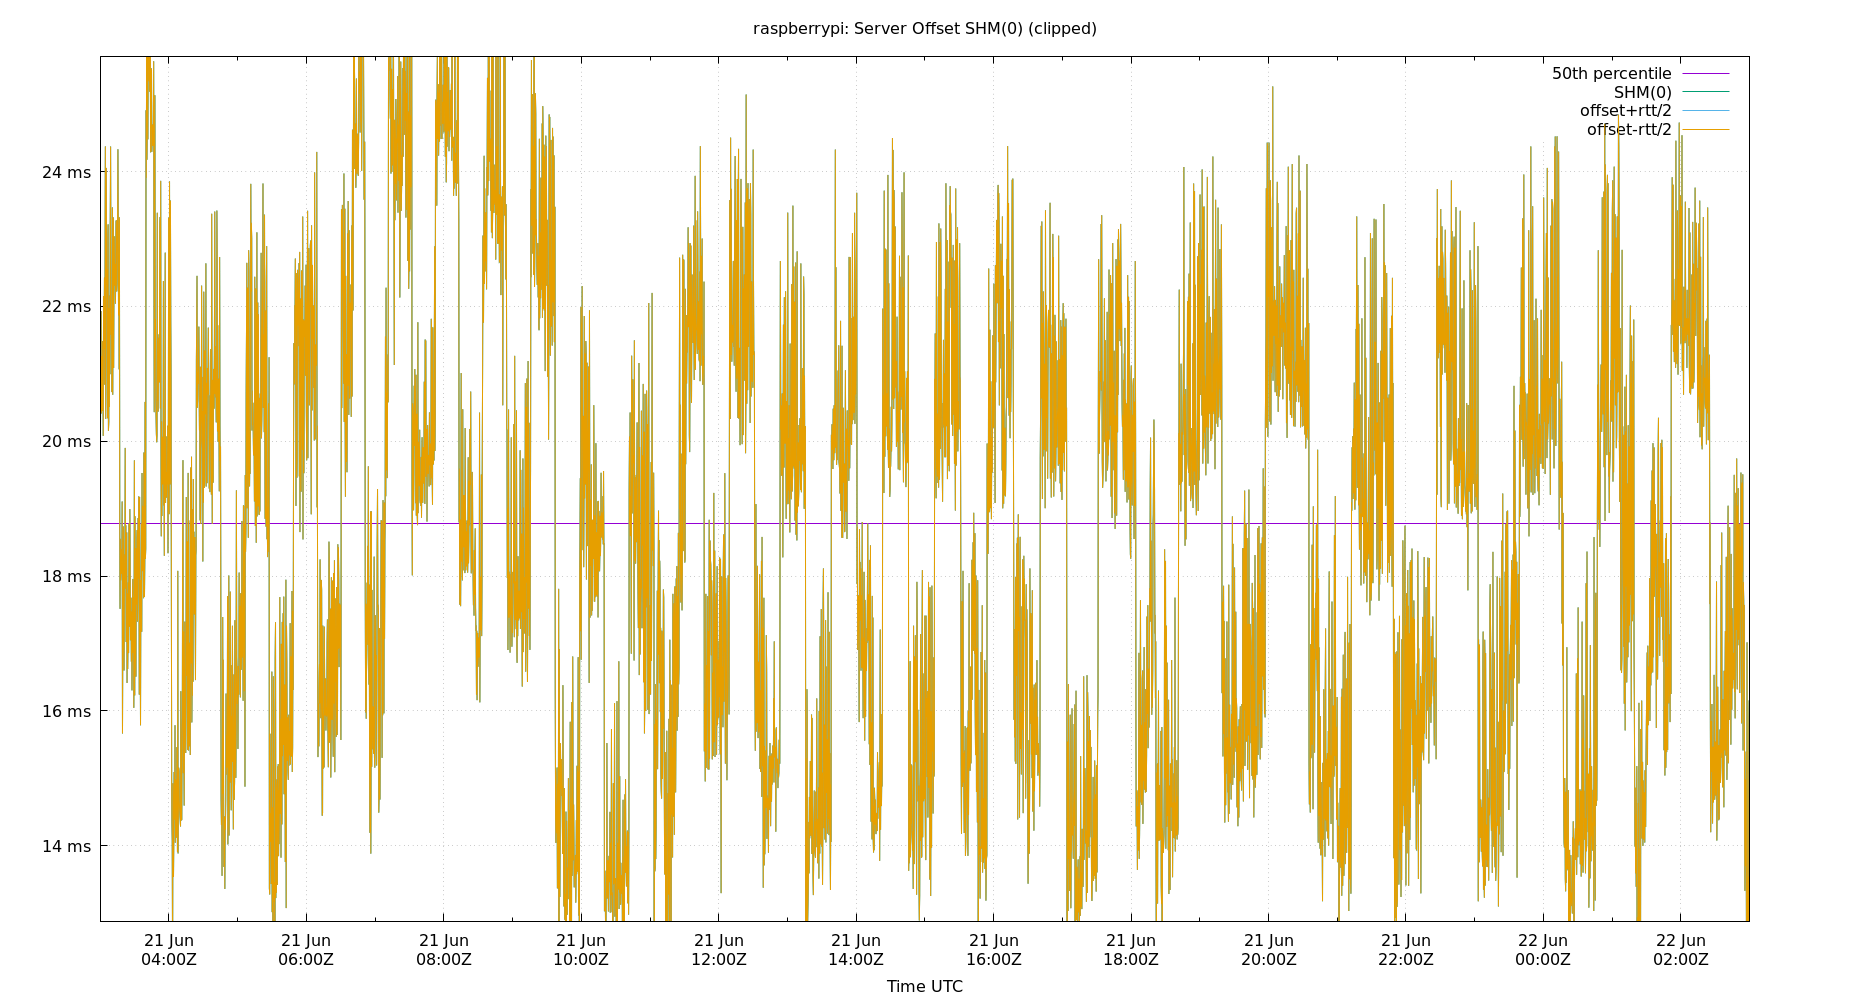 raspberrypi: Server Offset SHM(0) (clipped)
50th percentile
SHM(0)
offset+rtt/2
offset-rtt/2
24 ms
22 ms
20 ms
18 ms
16 ms
14 ms
21 Jun 21 Jun 21 Jun 21 Jun 21 Jun 21 Jun 21 Jun 21 Jun 21 Jun 21 Jun 22 Jun 22 Jun
04:00Z 06:00Z 08:00Z 10:00Z 12:00Z 14:00Z 16:00Z 18:00Z 20:00Z 22:00Z 00:00Z 02:00Z
Time UTC